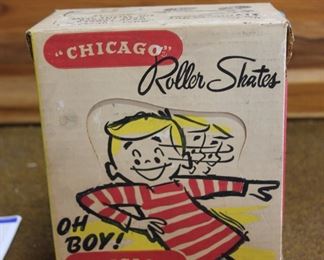 "CHICAGO"
Roller Skates
OH
BOY!